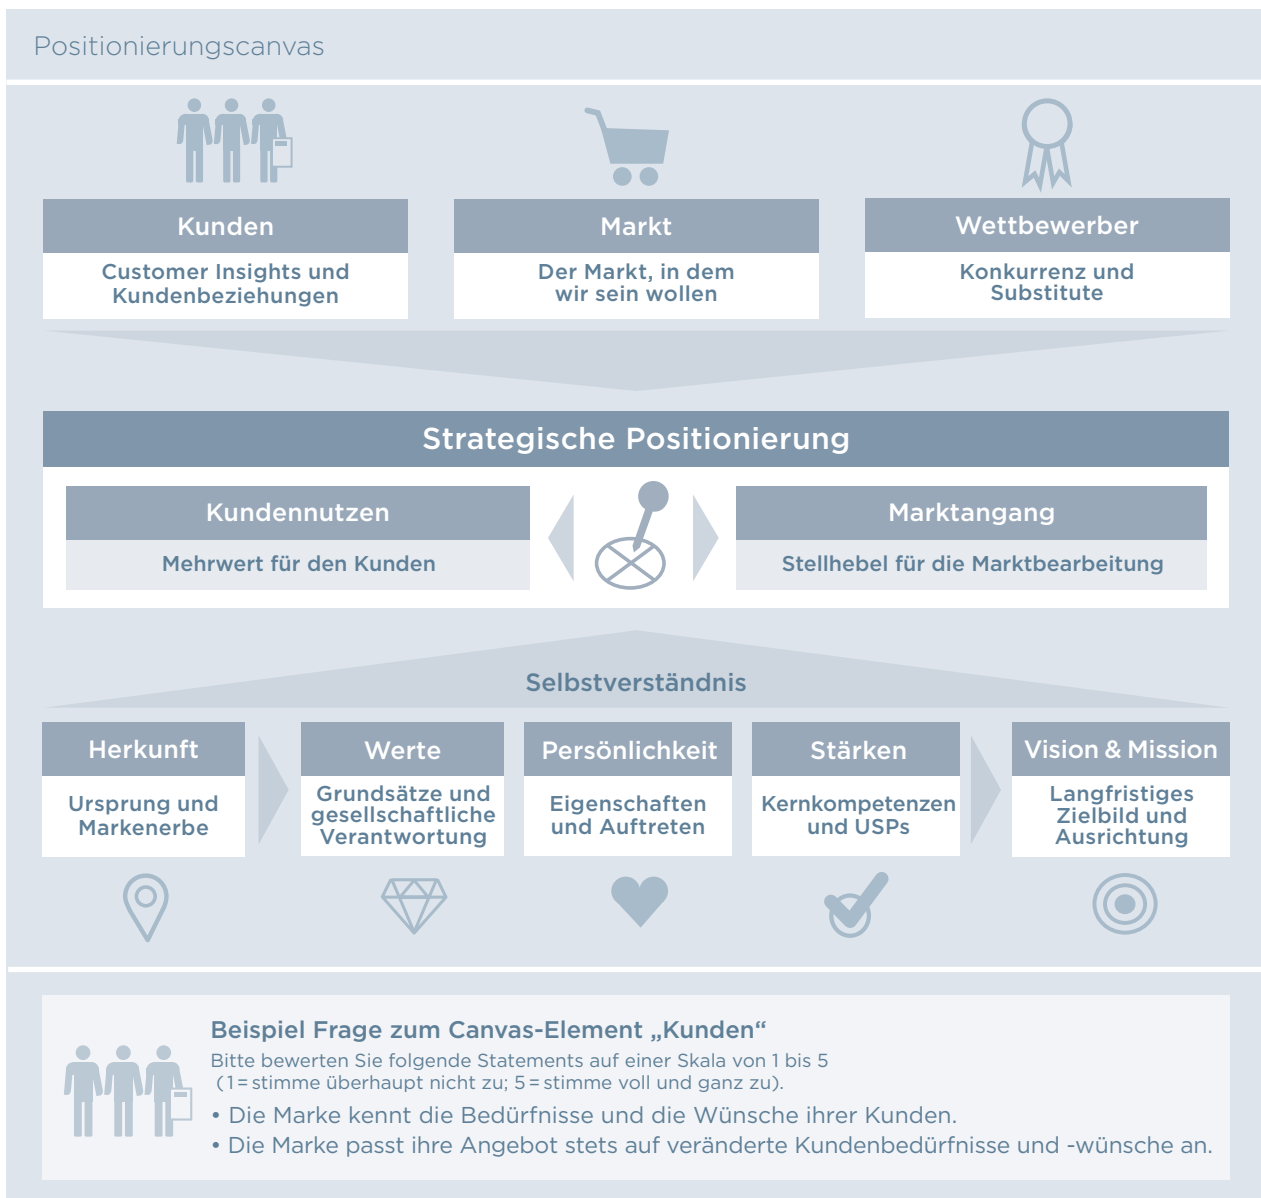 Positionierungscanvas
Kunden
Customer Insights und
Kundenbeziehungen
Markt
Der Markt, in dem
wir sein wollen
Wettbewerber
Konkurrenz und
Substitute
Strategische Positionierung
Kundennutzen
Mehrwert für den Kunden
Marktangang
Stellhebel für die Marktbearbeitung
Selbstverständnis
Herkunft
Ursprung und
Markenerbe
Werte
Grundsätze und
gesellschaftliche
Verantwortung
Persönlichkeit
Eigenschaften
und Auftreten
Stärken
Kernkompetenzen
und USPs
Vision & Mission
Langfristiges
Zielbild und
Ausrichtung
Beispiel Frage zum Canvas-Element „Kunden“
Bitte bewerten Sie folgende Statements auf einer Skala von 1 bis 5
(1 = stimme überhaupt nicht zu; 5 = stimme voll und ganz zu).
• Die Marke kennt die Bedürfnisse und die Wünsche ihrer Kunden.
• Die Marke passt ihre Angebot stets auf veränderte Kundenbedürfnisse und -wünsche an.